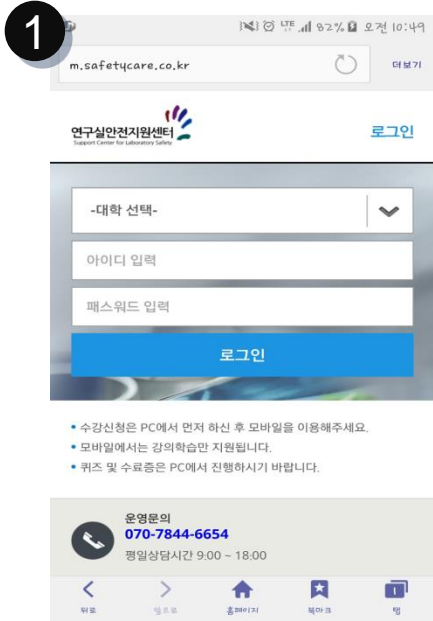 1
LTE 82% 오전 10:49
m.safetycare.co.kr 더보기
연구실안전지원센터
Support Center for Laboratory Safety
로그인
-대학 선택-
아이디 입력
패스워드 입력
로그인
• 수강신청은 PC에서 먼저 하신 후 모바일을 이용해주세요.
• 모바일에서는 강의학습만 지원됩니다.
• 퀴즈 및 수료증은 PC에서 진행하시기 바랍니다.
운영문의
070-7844-6654
평일상담시간 9:00 ~ 18:00
뒤로 앞으로 홈페이지 북마크 탭